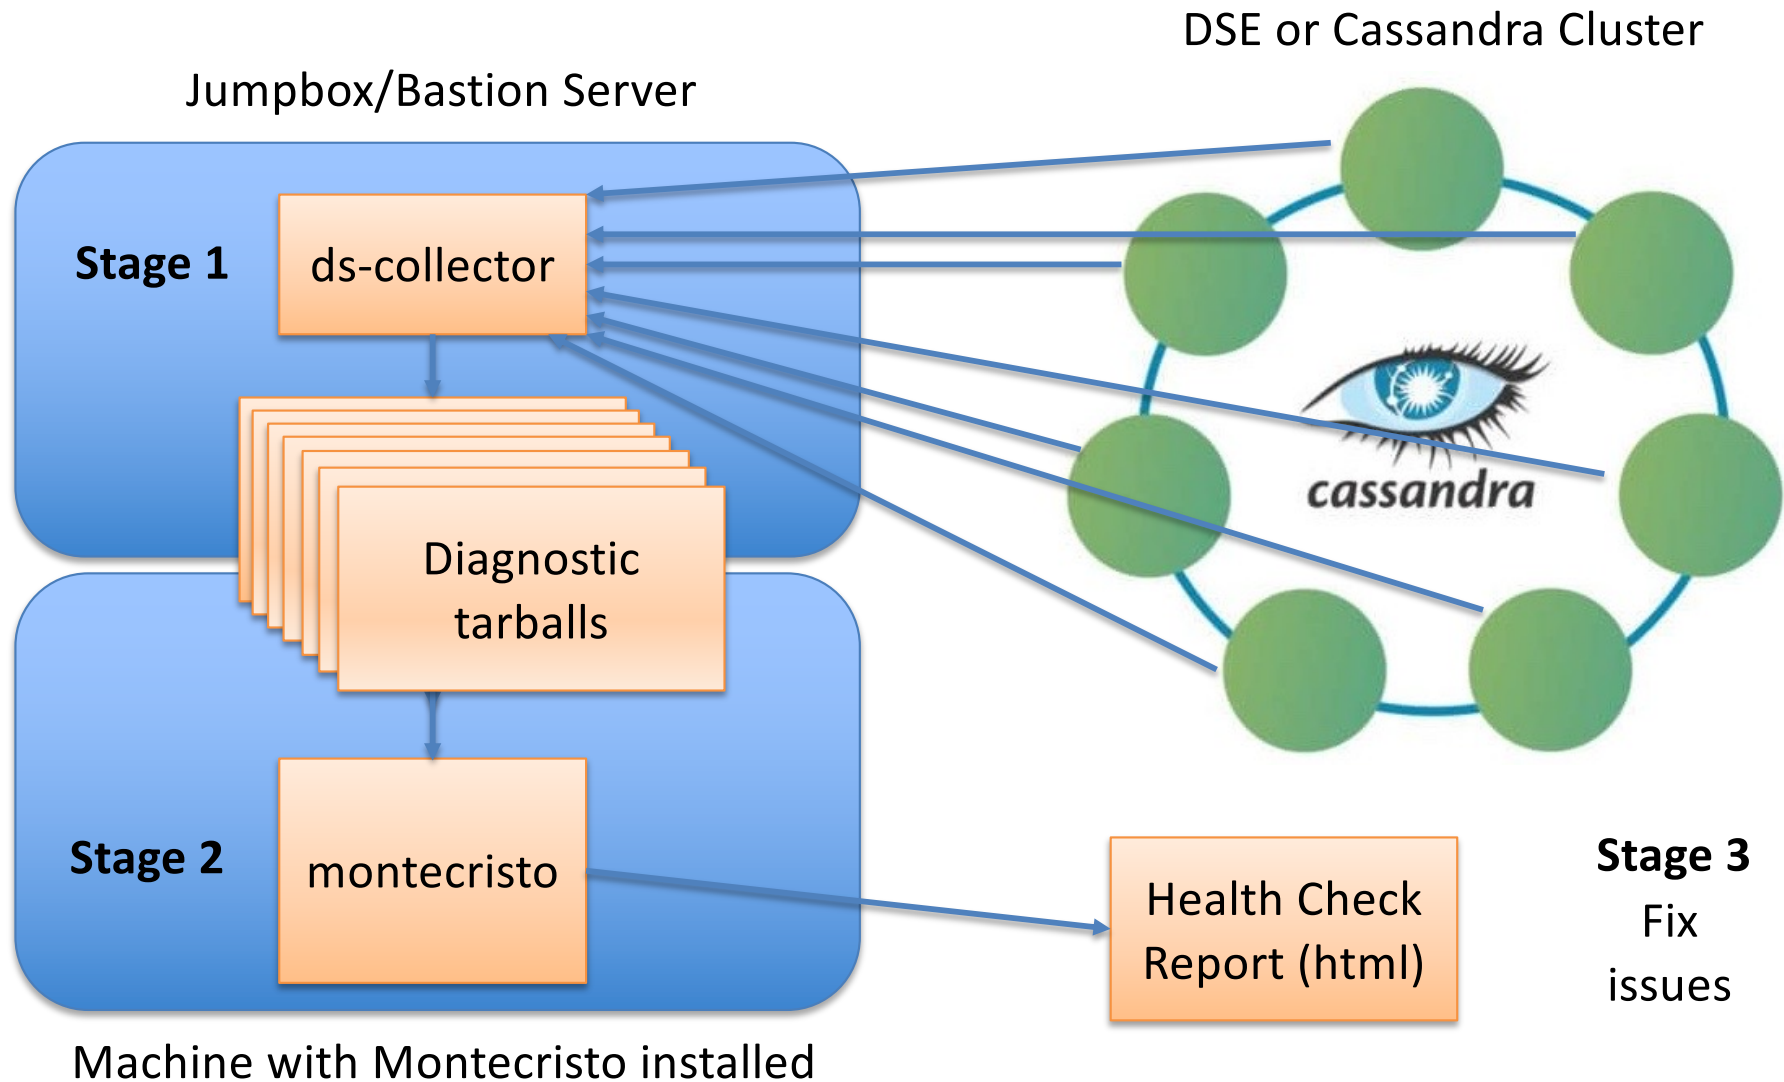 DSE or Cassandra Cluster
Jumpbox/Bastion Server
Stage 1
ds-collector
cassandra
Diagnostic
tarballs
Stage 2
montecristo
Health Check
Report (html)
Stage 3
Fix
issues
Machine with Montecristo installed